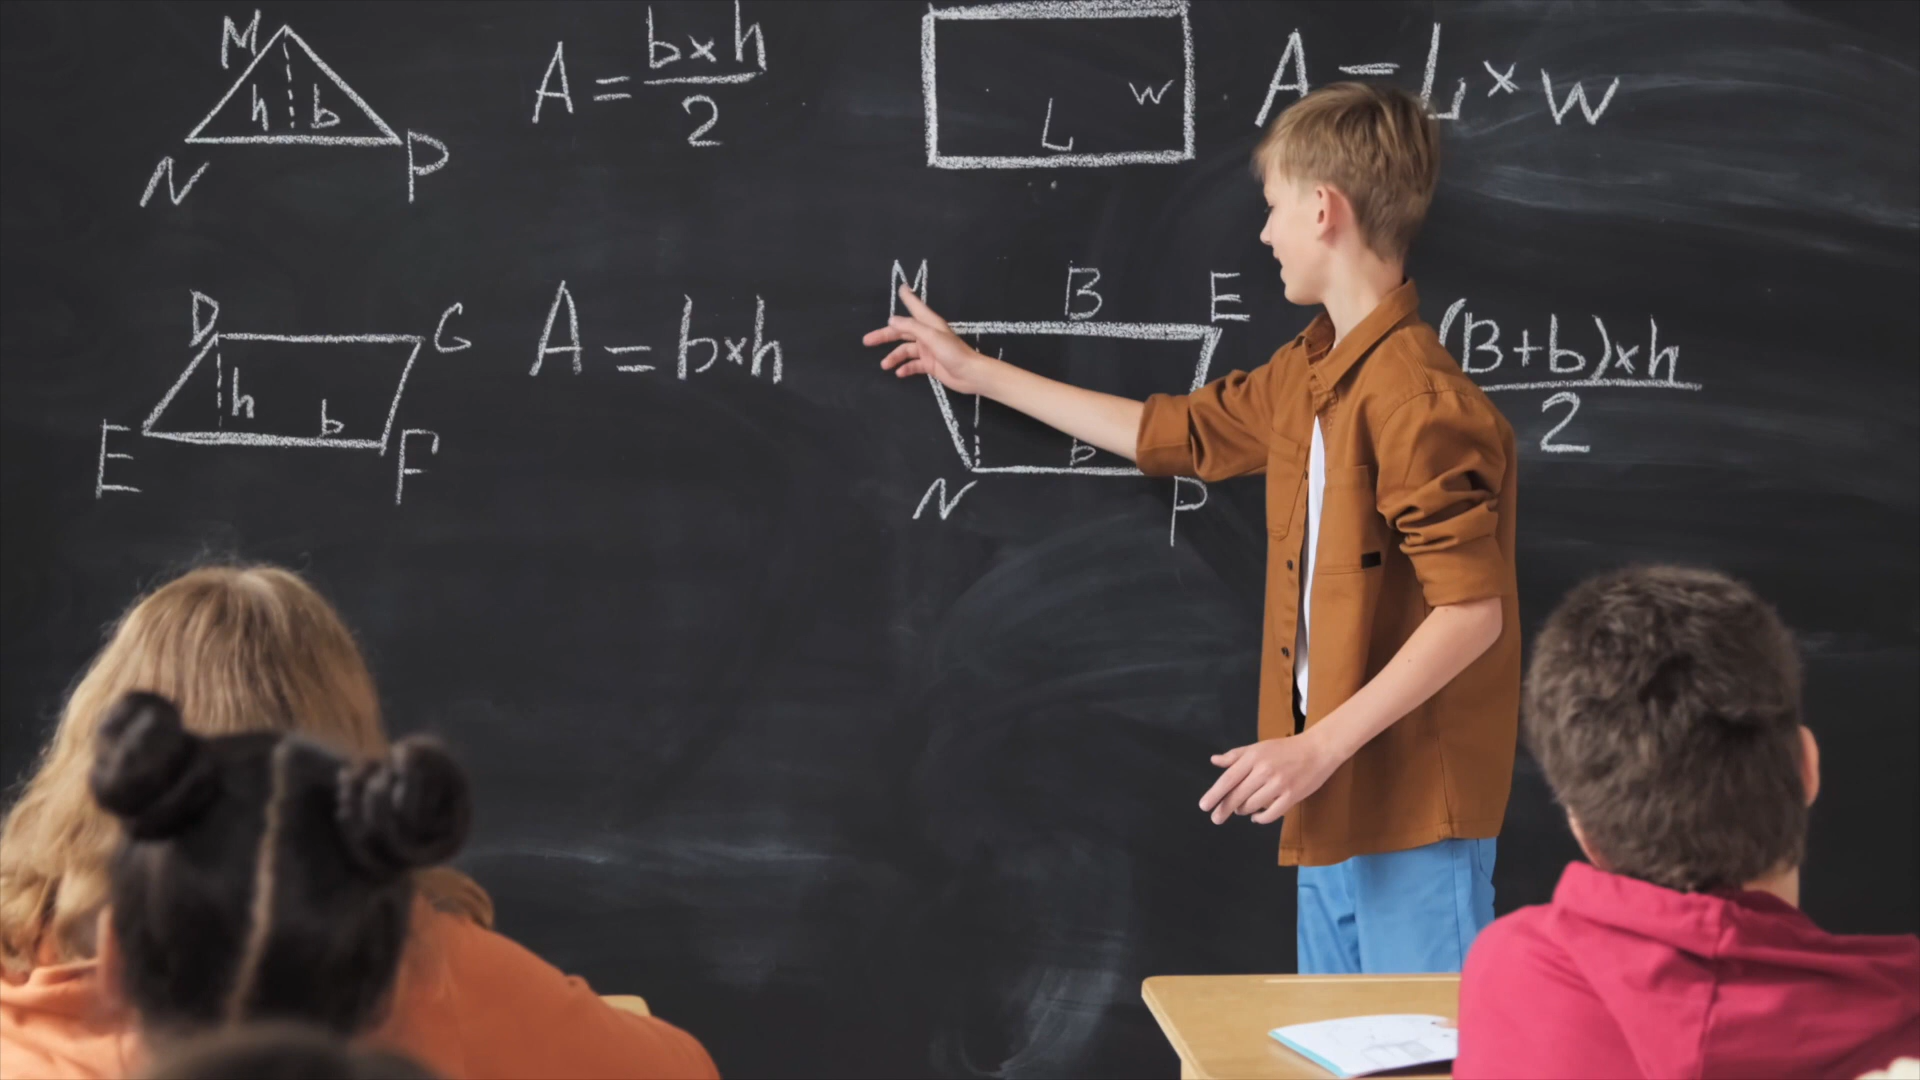 M
h b
N P
A = b×h/2
L W
A = L×W
D G
h b
E F
A = b×h
M B E
b
N P
(B+b)×h/2